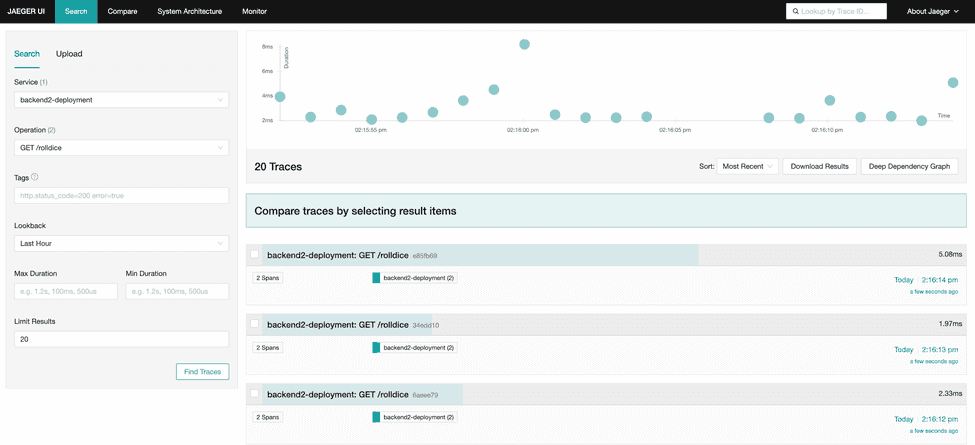 JAEGER UI Search Compare System Architecture Monitor Lookup by Trace ID... About Jaeger
Search Upload
Service (1)
backend2-deployment
Operation (2)
GET /rolldice
Tags
http.status_code=200 error=true
Lookback
Last Hour
Max Duration Min Duration
e.g. 1.2s, 100ms, 500us e.g. 1.2s, 100ms, 500us
Limit Results
20
Find Traces
Duration
8ms
6ms
4ms
2ms
Time
02:15:55 pm 02:16:00 pm 02:16:05 pm 02:16:10 pm
20 Traces Sort: Most Recent Download Results Deep Dependency Graph
Compare traces by selecting result items
backend2-deployment: GET /rolldice e85fb69 5.08ms
2 Spans backend2-deployment (2) Today 2:16:14 pm
a few seconds ago
backend2-deployment: GET /rolldice 34edd10 1.97ms
2 Spans backend2-deployment (2) Today 2:16:13 pm
a few seconds ago
backend2-deployment: GET /rolldice 2.33ms
2 Spans backend2-deployment (2) Today 2:16:12 pm
a few seconds ago